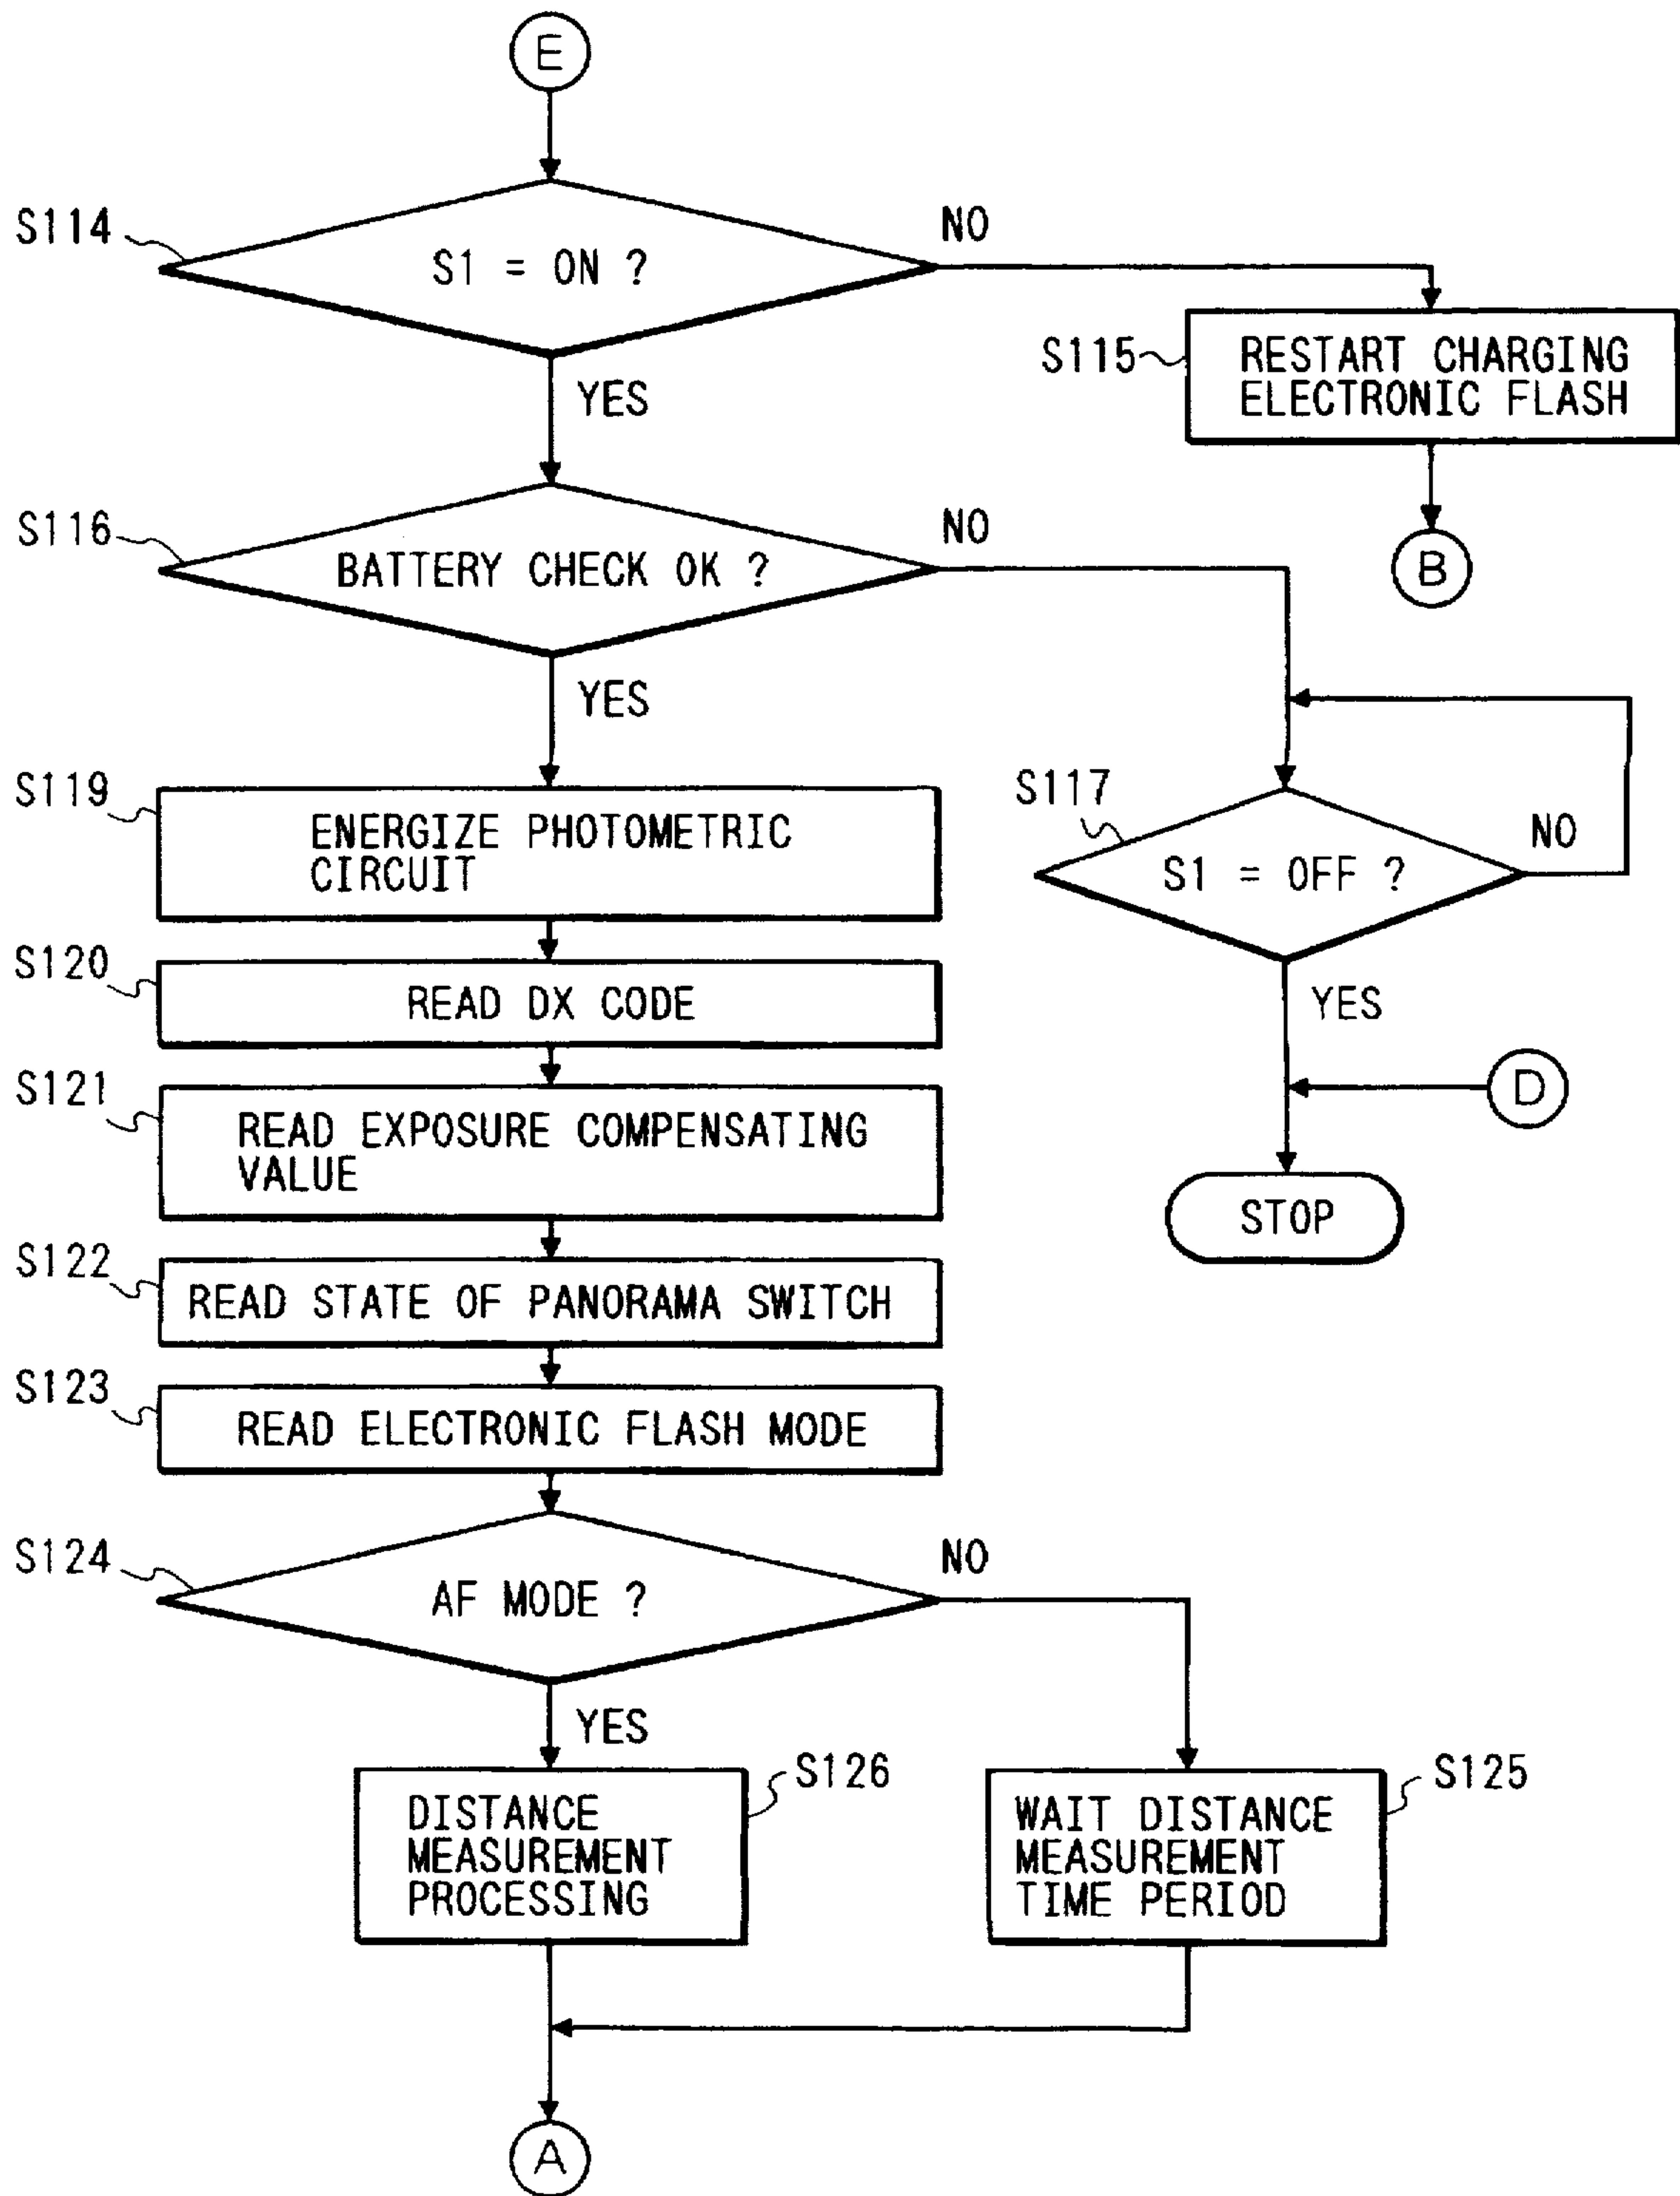 E
S114
S1 = ON ?
NO
YES
S115
RESTART CHARGING
ELECTRONIC FLASH
B
S116
BATTERY CHECK OK ?
NO
YES
S117
S1 = OFF ?
NO
YES
D
STOP
S119
ENERGIZE PHOTOMETRIC
CIRCUIT
S120
READ DX CODE
S121
READ EXPOSURE COMPENSATING
VALUE
S122
READ STATE OF PANORAMA SWITCH
S123
READ ELECTRONIC FLASH MODE
S124
AF MODE ?
NO
YES
S126
DISTANCE
MEASUREMENT
PROCESSING
S125
WAIT DISTANCE
MEASUREMENT
TIME PERIOD
A